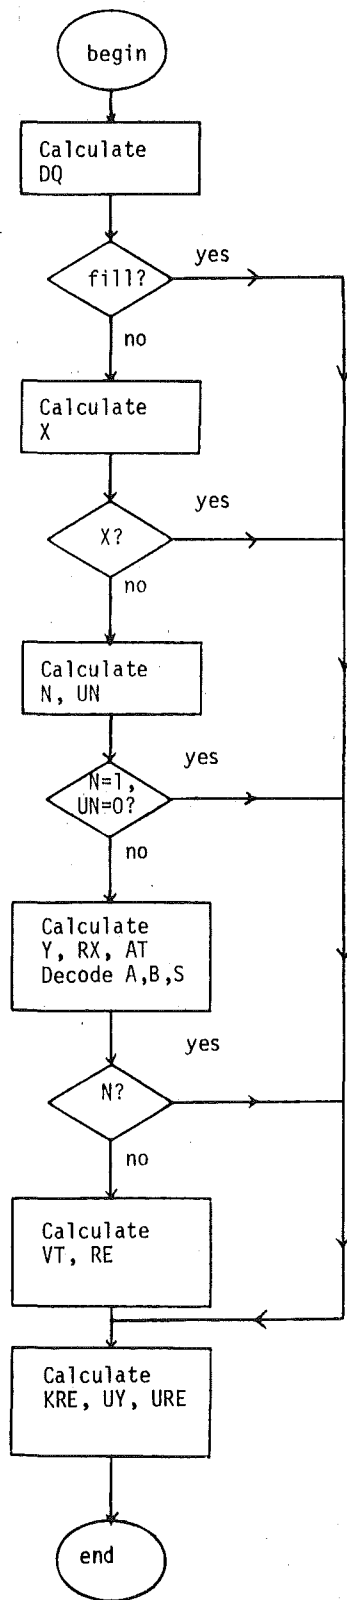 begin
Calculate
DQ
fill?
yes
no
Calculate
X
X?
yes
no
Calculate
N, UN
N=1,
UN=0?
yes
no
Calculate
Y, RX, AT
Decode A,B,S
N?
yes
no
Calculate
VT, RE
Calculate
KRE, UY, URE
end